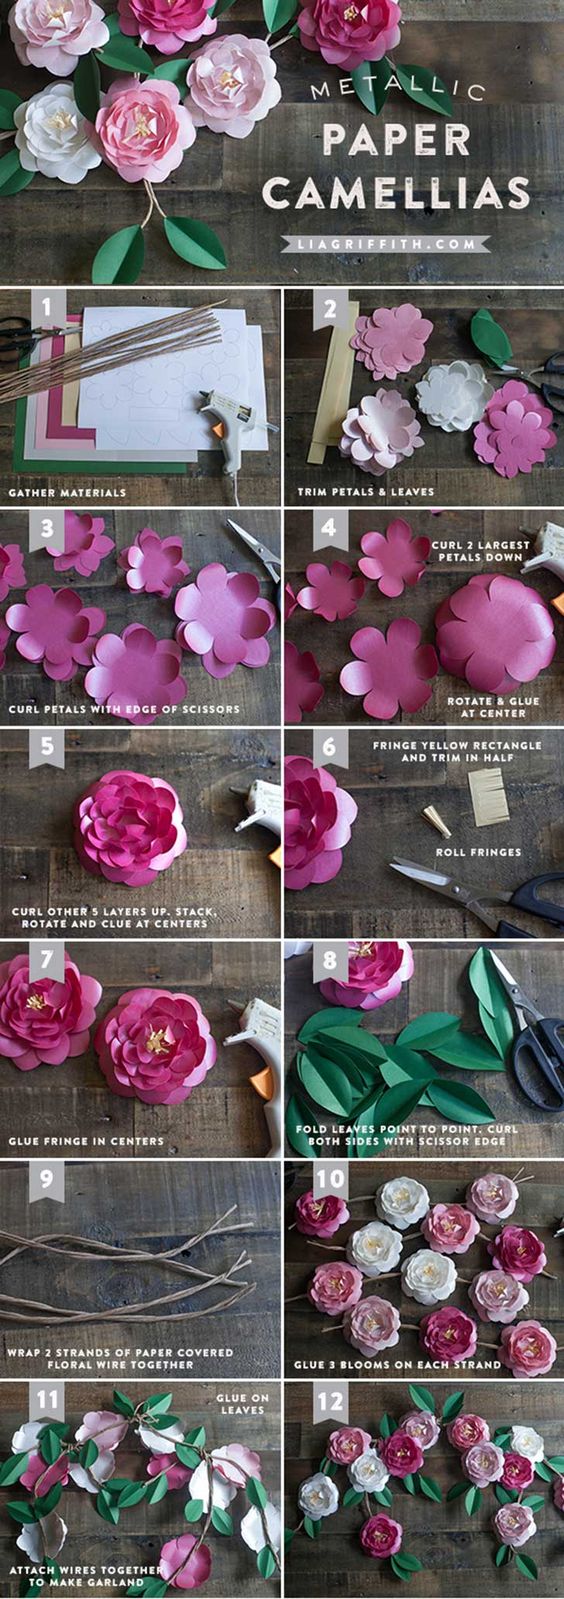 METALLIC
PAPER
CAMELLIAS
LIAGRIFFITH.COM
1
GATHER MATERIALS
2
TRIM PETALS & LEAVES
3
CURL PETALS WITH EDGE OF SCISSORS
4
CURL 2 LARGEST
PETALS DOWN
ROTATE & GLUE
AT CENTER
5
CURL OTHER 5 LAYERS UP. STACK,
ROTATE AND CLUE AT CENTERS
6
FRINGE YELLOW RECTANGLE
AND TRIM IN HALF
ROLL FRINGES
7
GLUE FRINGE IN CENTERS
8
FOLD LEAVES POINT TO POINT. CURL
BOTH SIDES WITH SCISSOR EDGE
9
WRAP 2 STRANDS OF PAPER COVERED
FLORAL WIRE TOGETHER
10
GLUE 3 BLOOMS ON EACH STRAND
11
GLUE ON
LEAVES
ATTACH WIRES TOGETHER
TO MAKE GARLAND
12